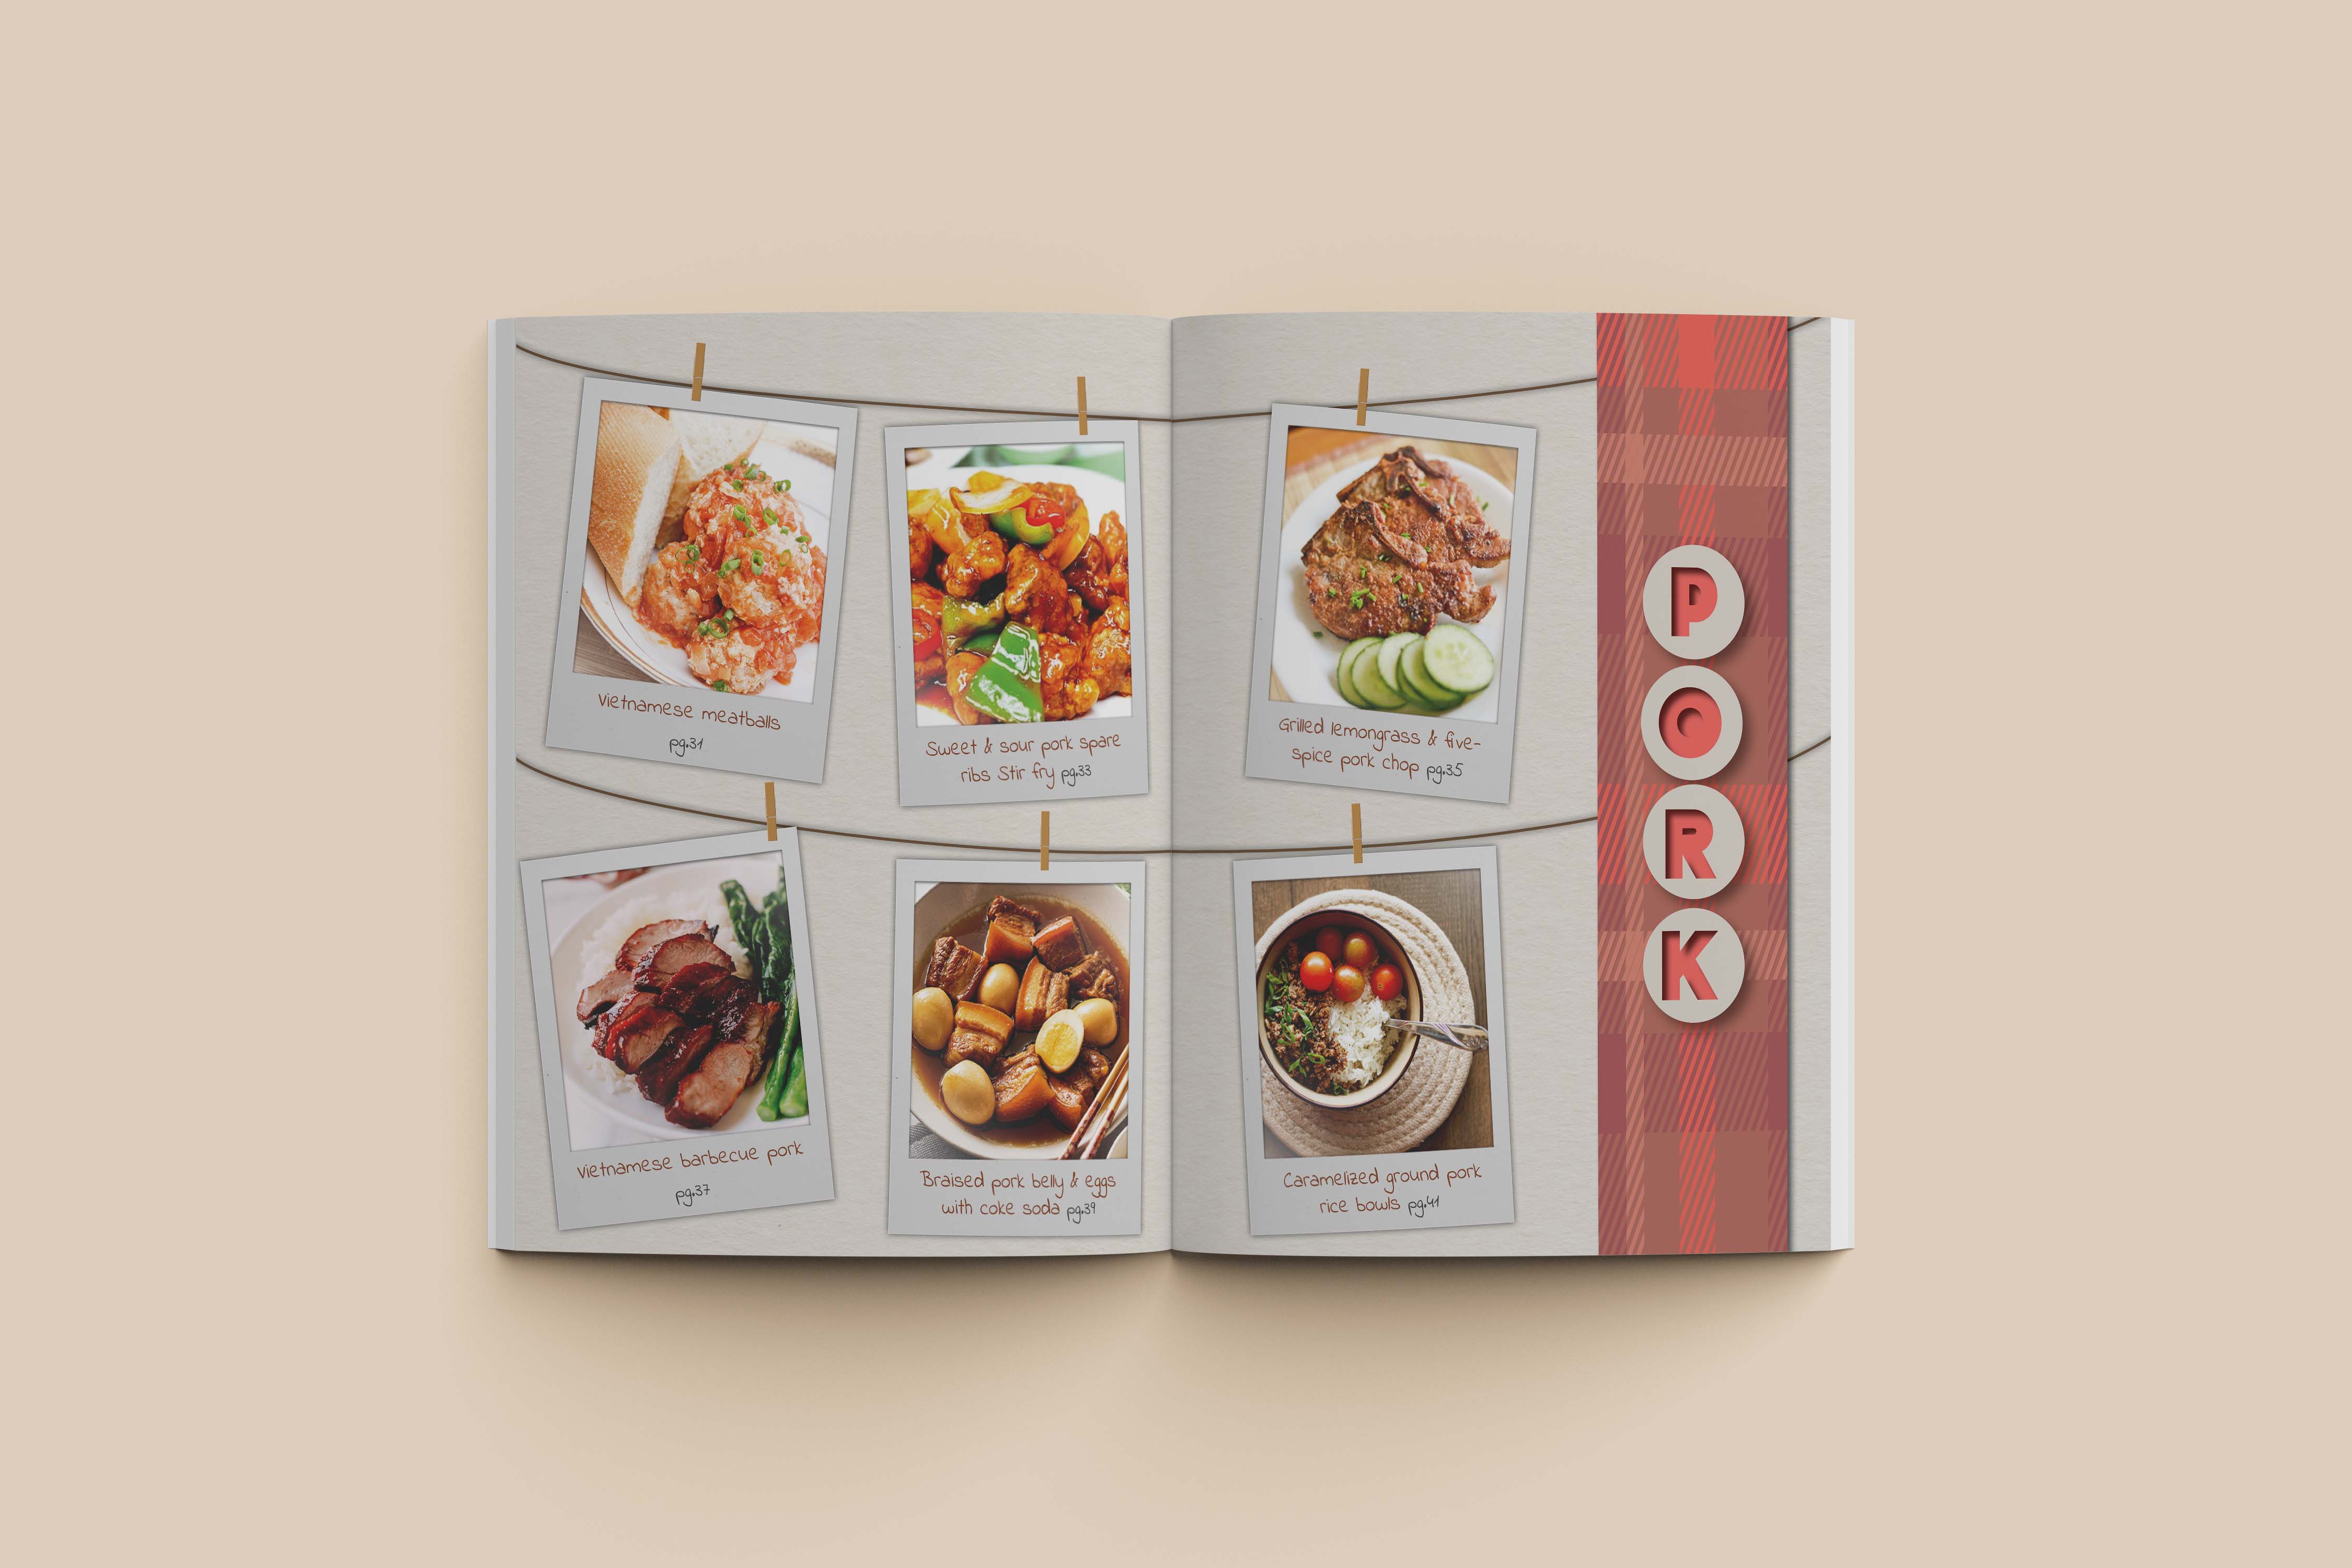 Vietnamese meatballs
pg.31
Sweet & sour pork spare
ribs Stir fry pg.33
Grilled lemongrass & five-
spice pork chop pg.35
Vietnamese barbecue pork
pg.37
Braised pork belly & eggs
with coke soda pg.39
Caramelized ground pork
rice bowls pg.41
P
O
R
K